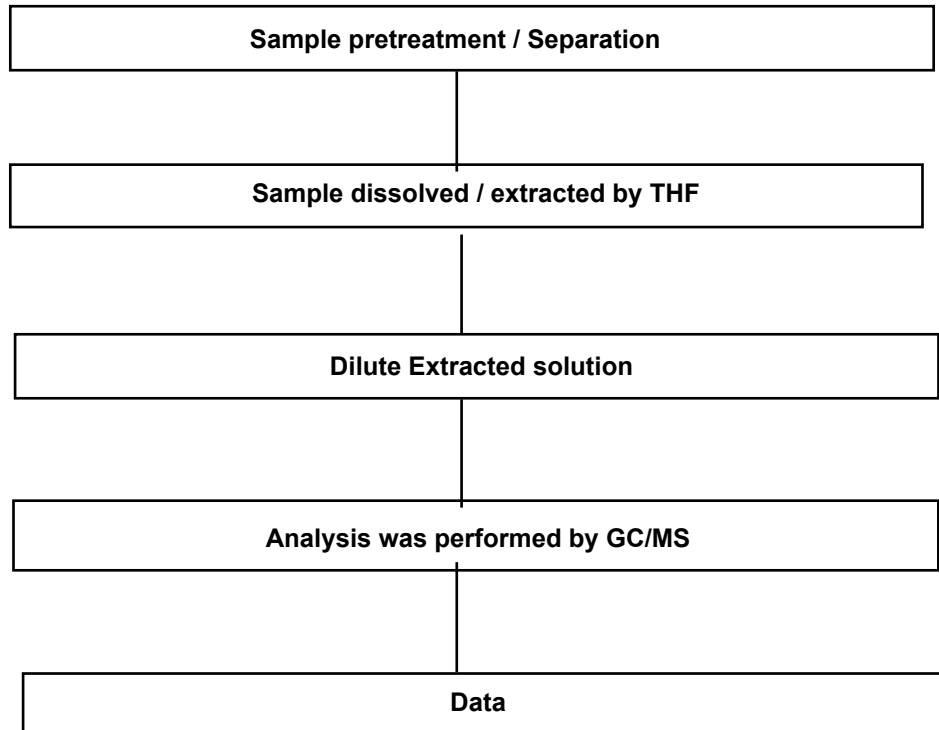 Sample pretreatment / Separation
Sample dissolved / extracted by THF
Dilute Extracted solution
Analysis was performed by GC/MS
Data